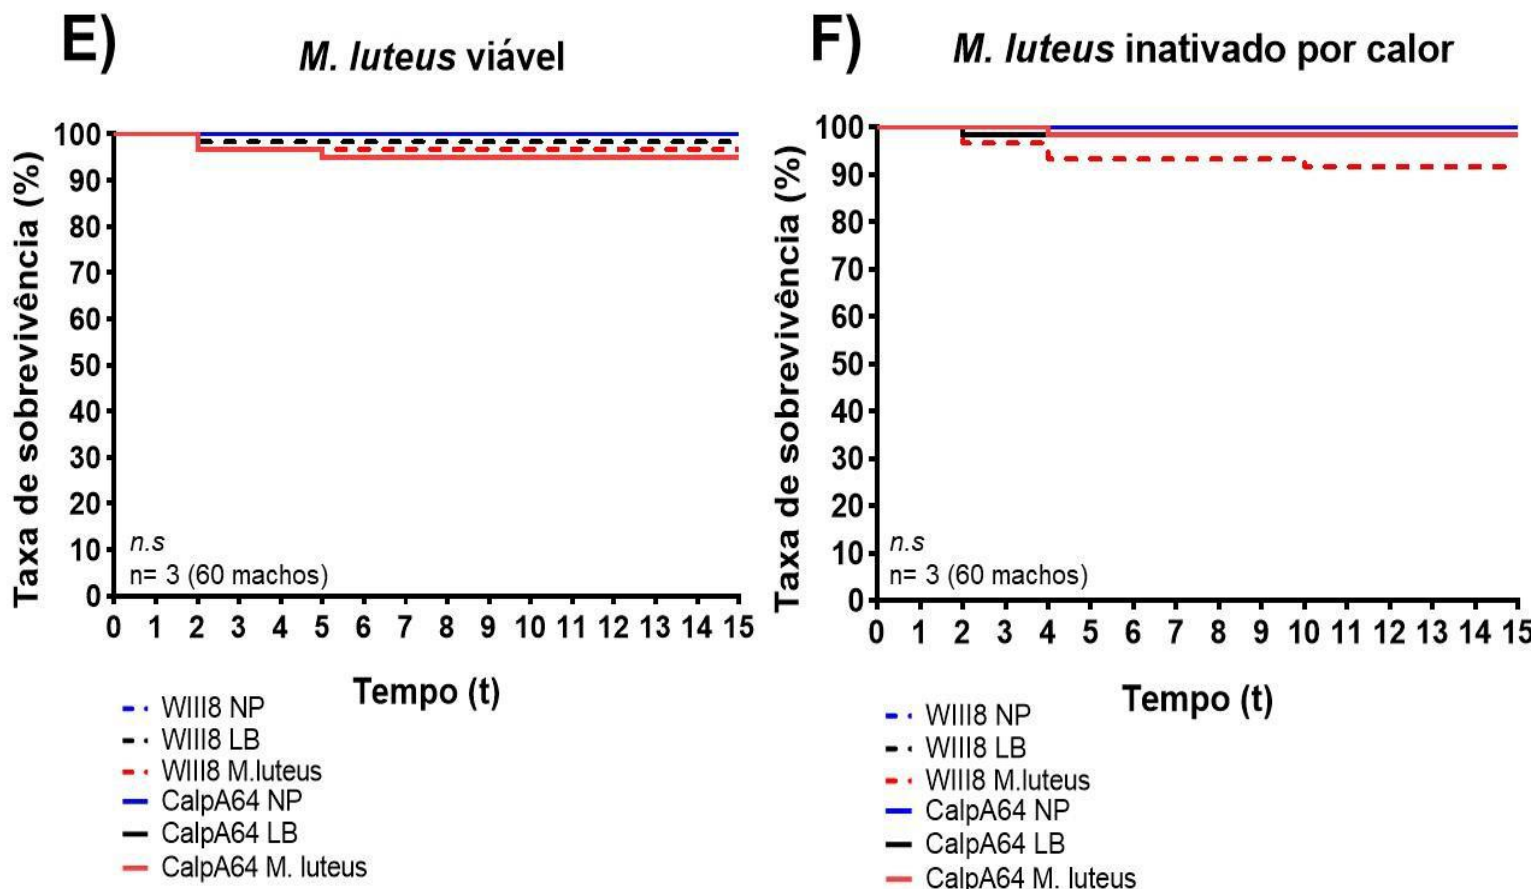 E)
M. luteus viável
Taxa de sobrevivência (%)
100
90
80
70
60
50
40
30
20
10
0
n.s
n= 3 (60 machos)
0 1 2 3 4 5 6 7 8 9 10 11 12 13 14 15
Tempo (t)
WIII8 NP
WIII8 LB
WIII8 M.luteus
CalpA64 NP
CalpA64 LB
CalpA64 M. luteus
F)
M. luteus inativado por calor
Taxa de sobrevivência (%)
100
90
80
70
60
50
40
30
20
10
0
n.s
n= 3 (60 machos)
0 1 2 3 4 5 6 7 8 9 10 11 12 13 14 15
Tempo (t)
WIII8 NP
WIII8 LB
WIII8 M.luteus
CalpA64 NP
CalpA64 LB
CalpA64 M. luteus